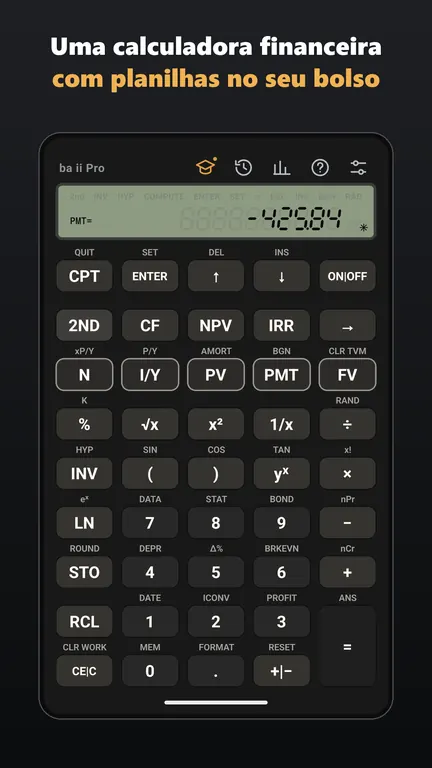 Uma calculadora financeira
com planilhas no seu bolso
ba ii Pro
PMT= -425.84 *
QUIT SET DEL INS
CPT ENTER ↑ ↓ ON|OFF
2ND CF NPV IRR →
xP/Y P/Y AMORT BGN CLR TVM
N I/Y PV PMT FV
K RAND
% √x x² 1/x ÷
HYP SIN COS TAN x!
INV ( ) yˣ ×
eˣ DATA STAT BOND nPr
LN 7 8 9 −
ROUND DEPR Δ% BRKEVN nCr
STO 4 5 6 +
DATE ICONV PROFIT ANS
RCL 1 2 3 =
CLR WORK MEM FORMAT RESET
CE|C 0 . +|−